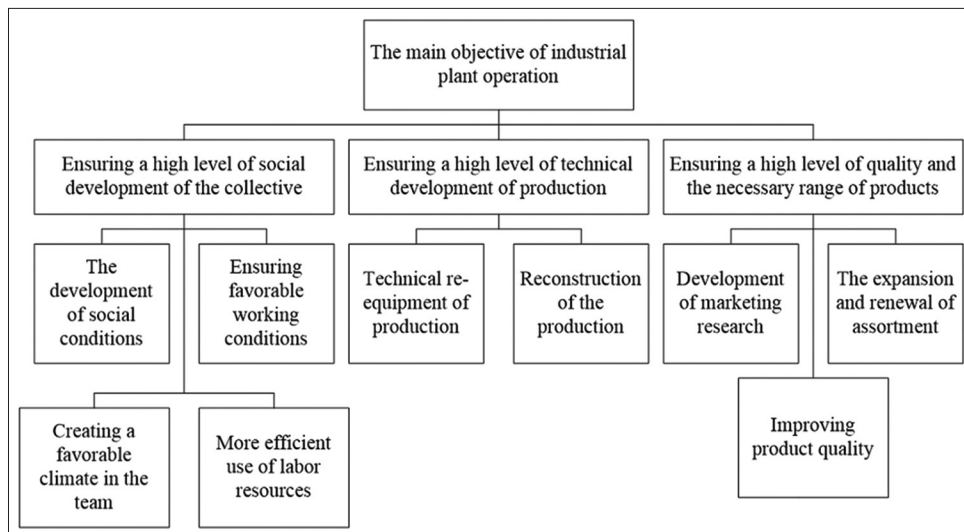 The main objective of industrial
plant operation
Ensuring a high level of social
development of the collective
Ensuring a high level of technical
development of production
Ensuring a high level of quality and
the necessary range of products
The
development
of social
conditions
Ensuring
favorable
working
conditions
Technical re-
equipment of
production
Reconstruction
of the
production
Development
of marketing
research
The expansion
and renewal of
assortment
Creating a
favorable
climate in the
team
More efficient
use of labor
resources
Improving
product quality